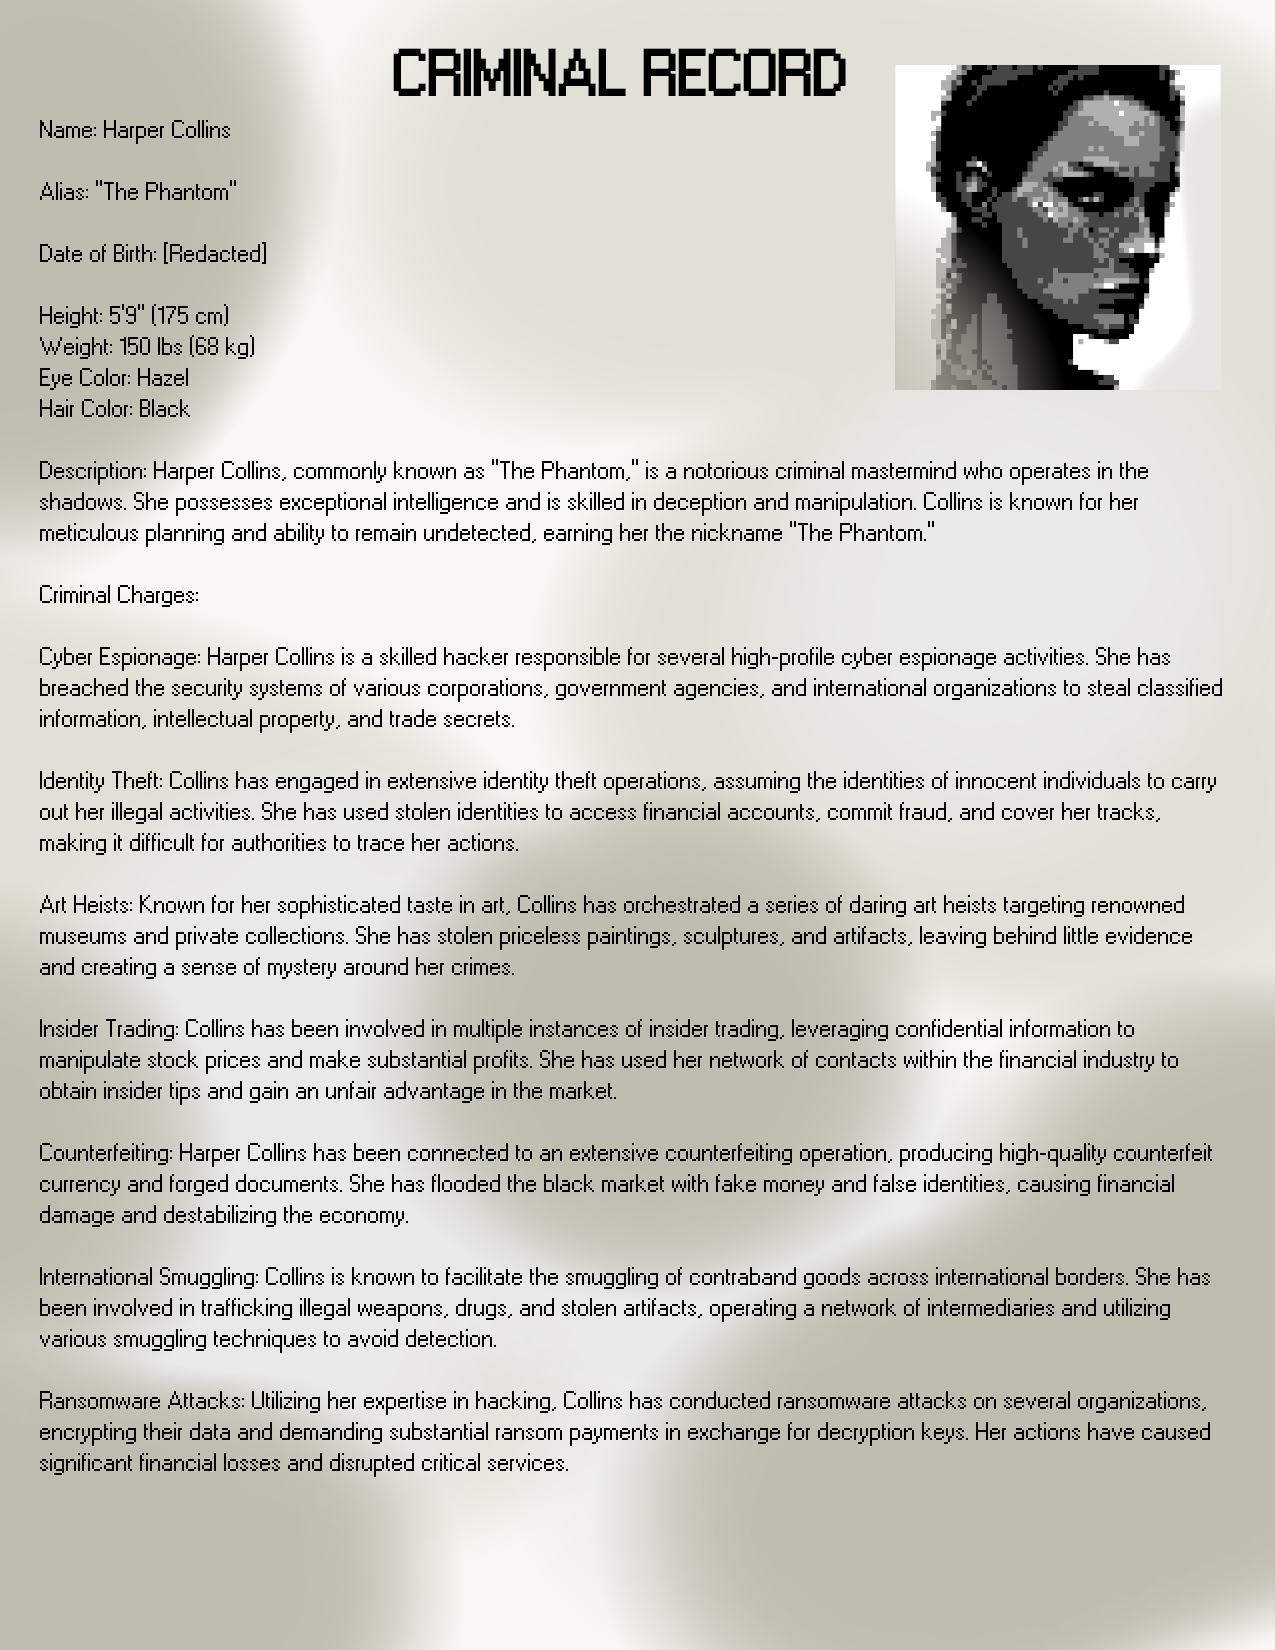 CRIMINAL RECORD
Name: Harper Collins
Alias: "The Phantom"
Date of Birth: [Redacted]
Height: 5'9" (175 cm)
Weight: 150 lbs (68 kg)
Eye Color: Hazel
Hair Color: Black
Description: Harper Collins, commonly known as "The Phantom," is a notorious criminal mastermind who operates in the
shadows. She possesses exceptional intelligence and is skilled in deception and manipulation. Collins is known for her
meticulous planning and ability to remain undetected, earning her the nickname "The Phantom."
Criminal Charges:
Cyber Espionage: Harper Collins is a skilled hacker responsible for several high-profile cyber espionage activities. She has
breached the security systems of various corporations, government agencies, and international organizations to steal classified
information, intellectual property, and trade secrets.
Identity Theft: Collins has engaged in extensive identity theft operations, assuming the identities of innocent individuals to carry
out her illegal activities. She has used stolen identities to access financial accounts, commit fraud, and cover her tracks,
making it difficult for authorities to trace her actions.
Art Heists: Known for her sophisticated taste in art, Collins has orchestrated a series of daring art heists targeting renowned
museums and private collections. She has stolen priceless paintings, sculptures, and artifacts, leaving behind little evidence
and creating a sense of mystery around her crimes.
Insider Trading: Collins has been involved in multiple instances of insider trading, leveraging confidential information to
manipulate stock prices and make substantial profits. She has used her network of contacts within the financial industry to
obtain insider tips and gain an unfair advantage in the market.
Counterfeiting: Harper Collins has been connected to an extensive counterfeiting operation, producing high-quality counterfeit
currency and forged documents. She has flooded the black market with fake money and false identities, causing financial
damage and destabilizing the economy.
International Smuggling: Collins is known to facilitate the smuggling of contraband goods across international borders. She has
been involved in trafficking illegal weapons, drugs, and stolen artifacts, operating a network of intermediaries and utilizing
various smuggling techniques to avoid detection.
Ransomware Attacks: Utilizing her expertise in hacking, Collins has conducted ransomware attacks on several organizations,
encrypting their data and demanding substantial ransom payments in exchange for decryption keys. Her actions have caused
significant financial losses and disrupted critical services.